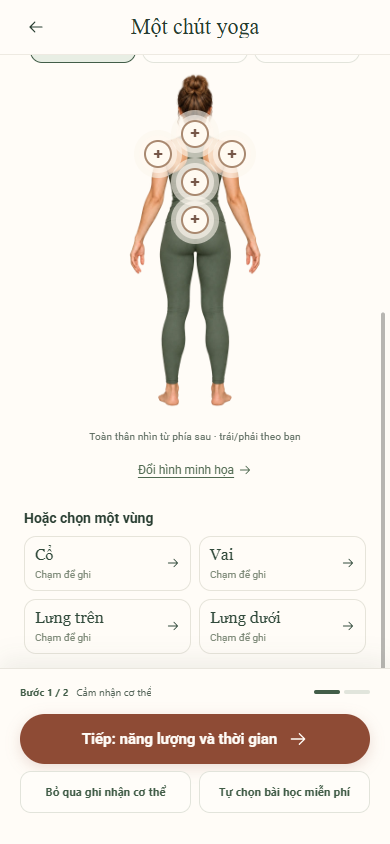 Một chút yoga
Toàn thân nhìn từ phía sau · trái/phải theo bạn
Đổi hình minh họa →
Hoặc chọn một vùng
Cổ
Chạm để ghi
Vai
Chạm để ghi
Lưng trên
Chạm để ghi
Lưng dưới
Chạm để ghi
Bước 1 / 2 Cảm nhận cơ thể
Tiếp: năng lượng và thời gian →
Bỏ qua ghi nhận cơ thể
Tự chọn bài học miễn phí